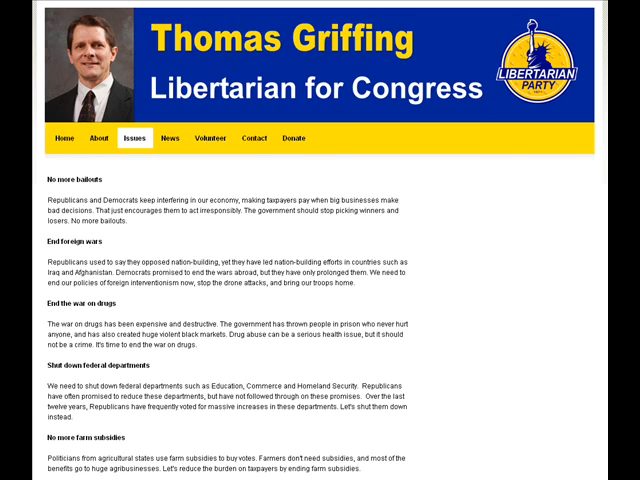 Thomas Griffing
Libertarian for Congress
LIBERTARIAN
PARTY
Home About Issues News Volunteer Contact Donate
No more bailouts
Republicans and Democrats keep interfering in our economy, making taxpayers pay when big businesses make
bad decisions. That just encourages them to act irresponsibly. The government should stop picking winners and
losers. No more bailouts.
End foreign wars
Republicans used to say they opposed nation-building, yet they have led nation-building efforts in countries such as
Iraq and Afghanistan. Democrats promised to end the wars abroad, but they have only prolonged them. We need to
end our policies of foreign interventionism now, stop the drone attacks, and bring our troops home.
End the war on drugs
The war on drugs has been expensive and destructive. The government has thrown people in prison who never hurt
anyone, and has also created huge violent black markets. Drug abuse can be a serious health issue, but it should
not be a crime. It's time to end the war on drugs.
Shut down federal departments
We need to shut down federal departments such as Education, Commerce and Homeland Security. Republicans
have often promised to reduce these departments, but have not followed through on these promises. Over the last
twelve years, Republicans have frequently voted for massive increases in these departments. Let's shut them down
instead.
No more farm subsidies
Politicians from agricultural states use farm subsidies to buy votes. Farmers don't need subsidies, and most of the
benefits go to huge agribusinesses. Let's reduce the burden on taxpayers by ending farm subsidies.